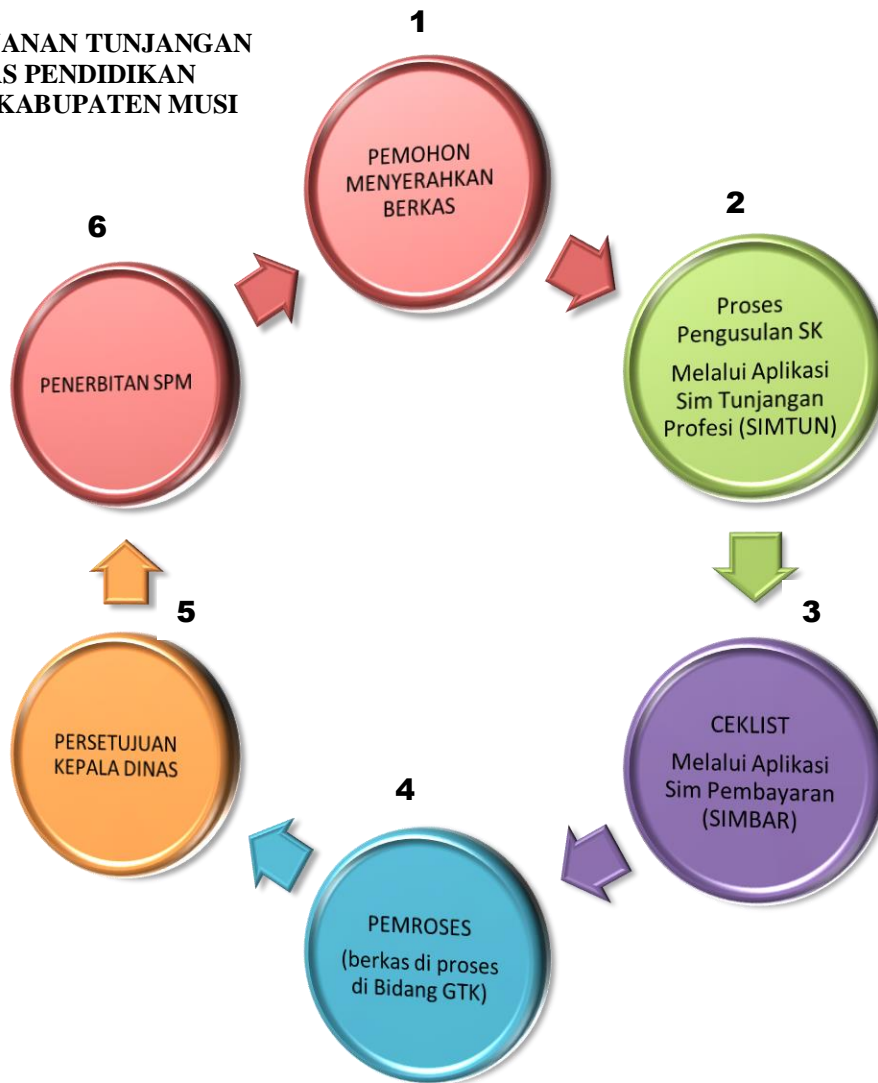 ANAN TUNJANGAN
AS PENDIDIKAN
KABUPATEN MUSI
1
PEMOHON
MENYERAHKAN
BERKAS
2
Proses
Pengusulan SK
Melalui Aplikasi
Sim Tunjangan
Profesi (SIMTUN)
3
CEKLIST
Melalui Aplikasi
Sim Pembayaran
(SIMBAR)
4
PEMROSES
(berkas di proses
di Bidang GTK)
5
PERSETUJUAN
KEPALA DINAS
6
PENERBITAN SPM